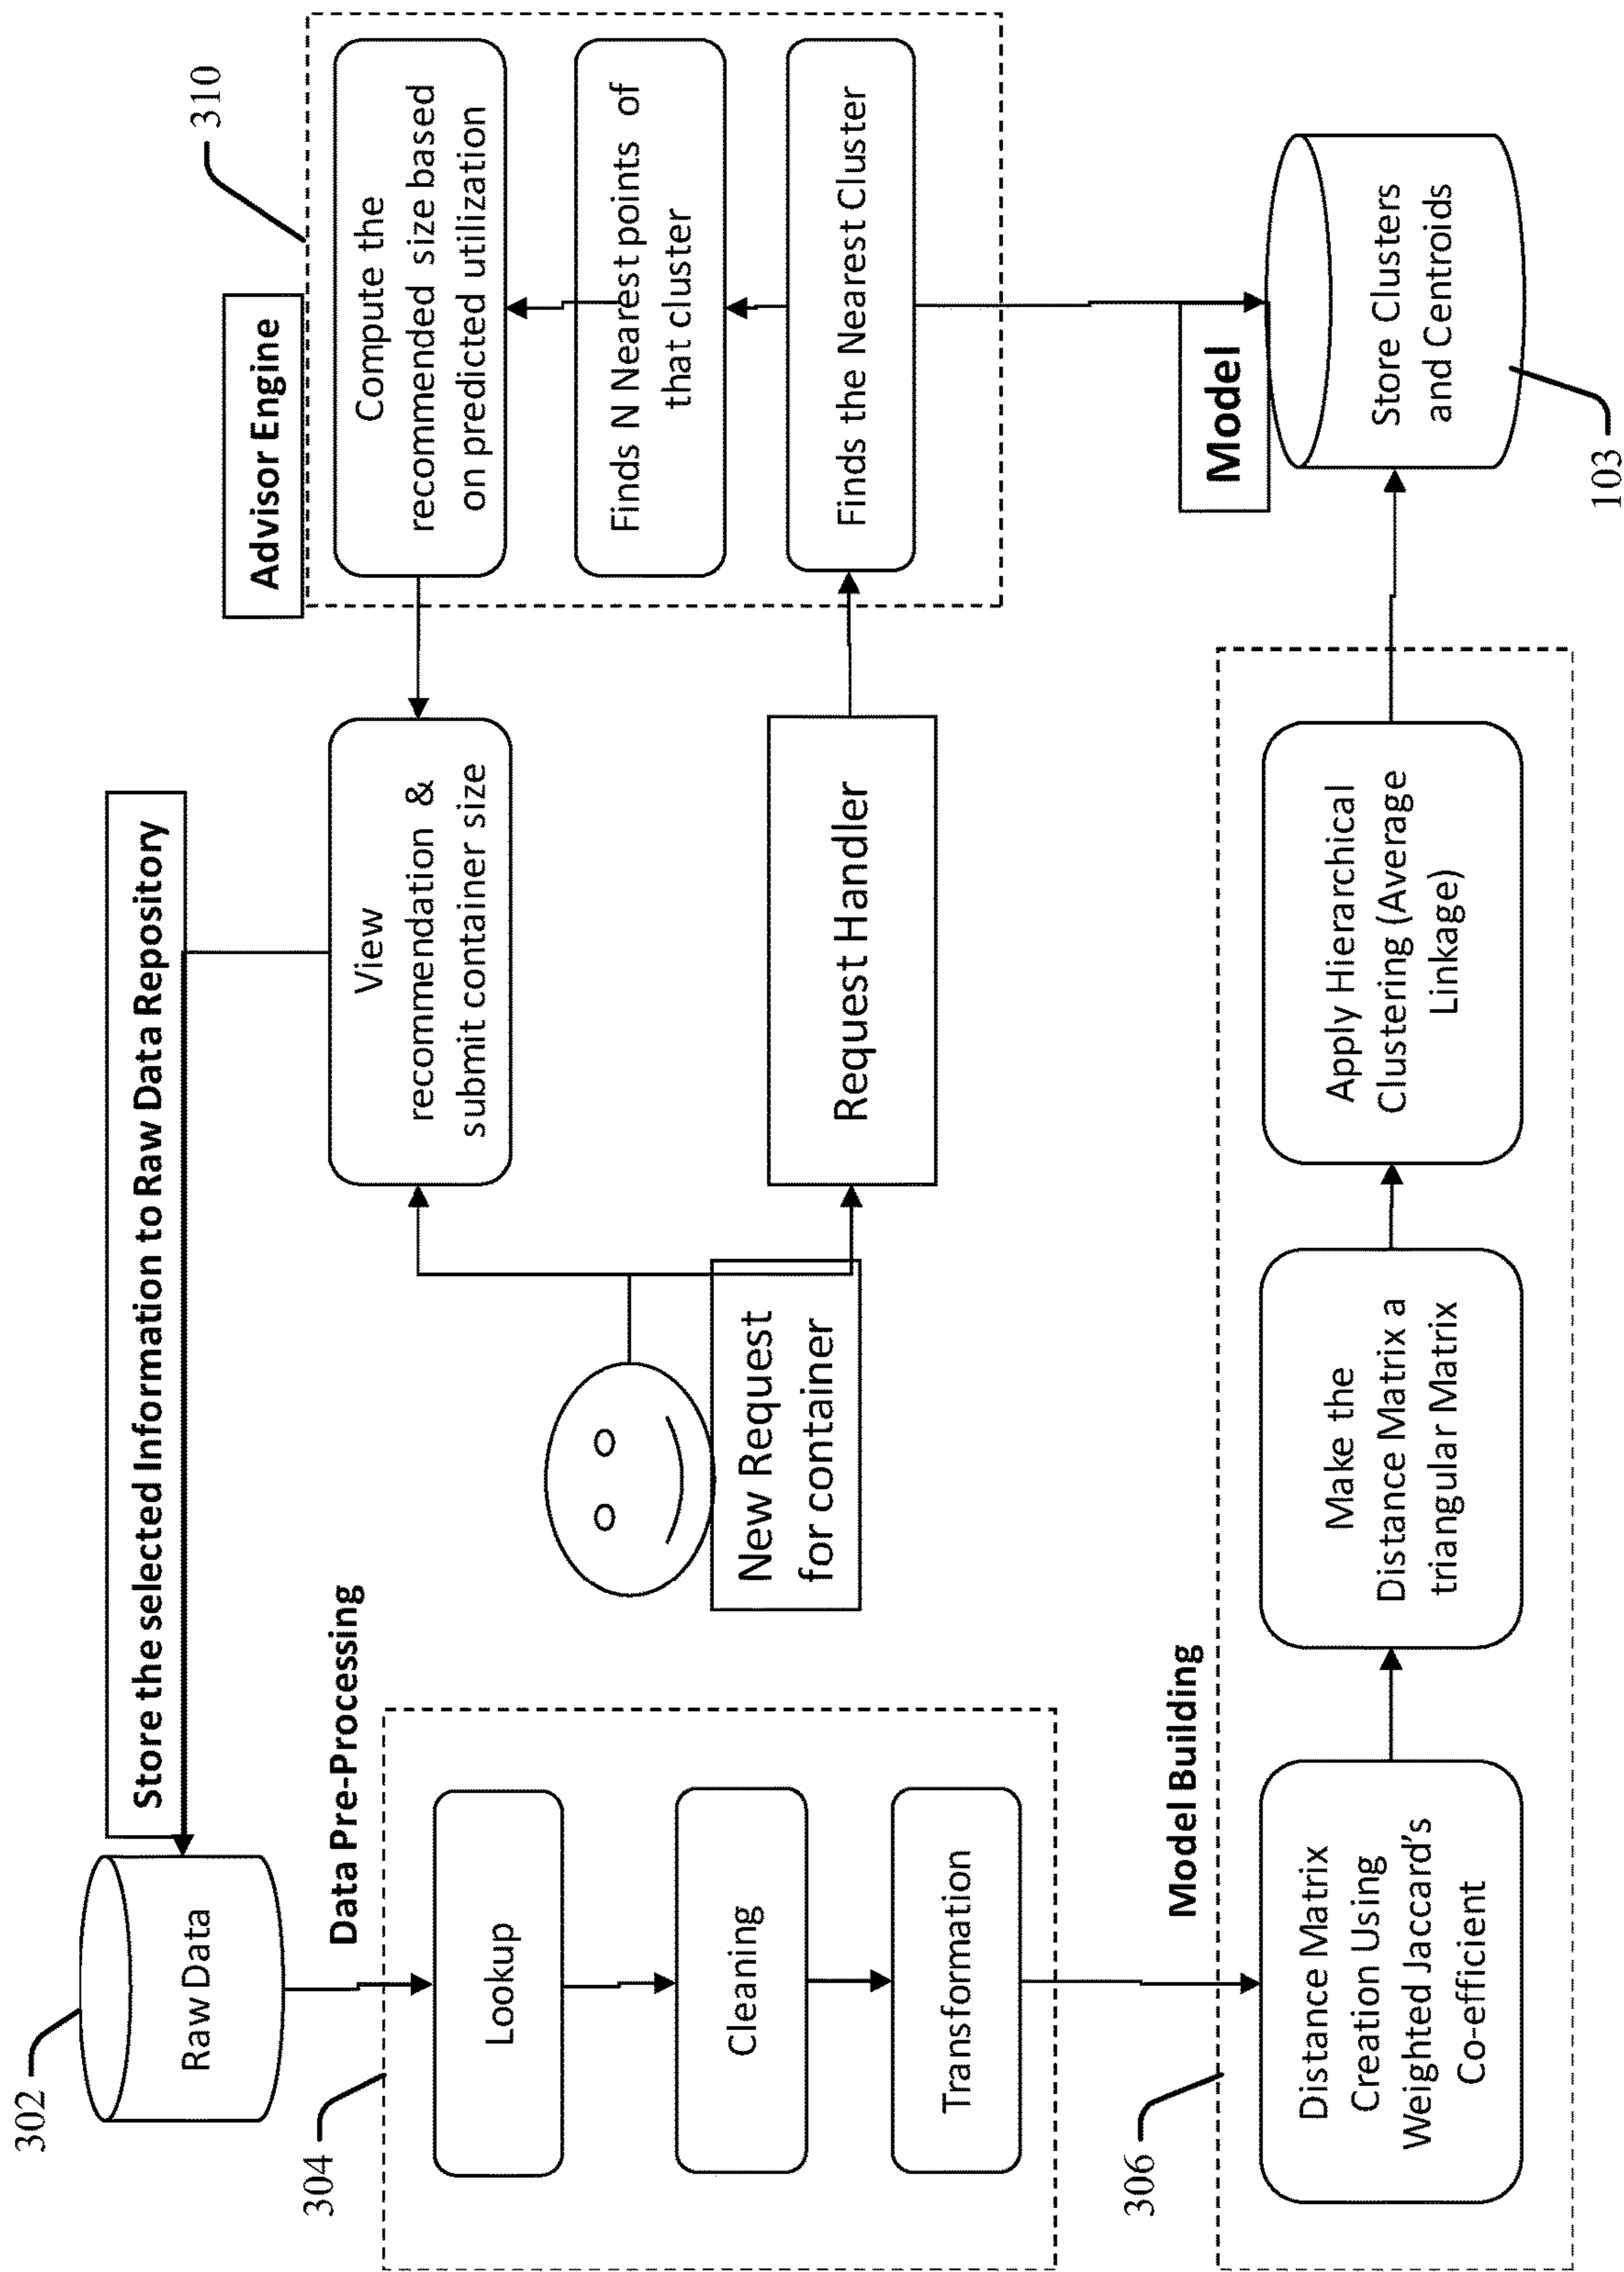 302
Raw Data
Store the selected Information to Raw Data Repository
304
Data Pre-Processing
Lookup
Cleaning
Transformation
New Request
for container
View
recommendation &
submit container size
Request Handler
310
Advisor Engine
Compute the
recommended size based
on predicted utilization
Finds N Nearest points of
that cluster
Finds the Nearest Cluster
306
Model Building
Distance Matrix
Creation Using
Weighted Jaccard's
Co-efficient
Make the
Distance Matrix a
triangular Matrix
Apply Hierarchical
Clustering (Average
Linkage)
Model
Store Clusters
and Centroids
103